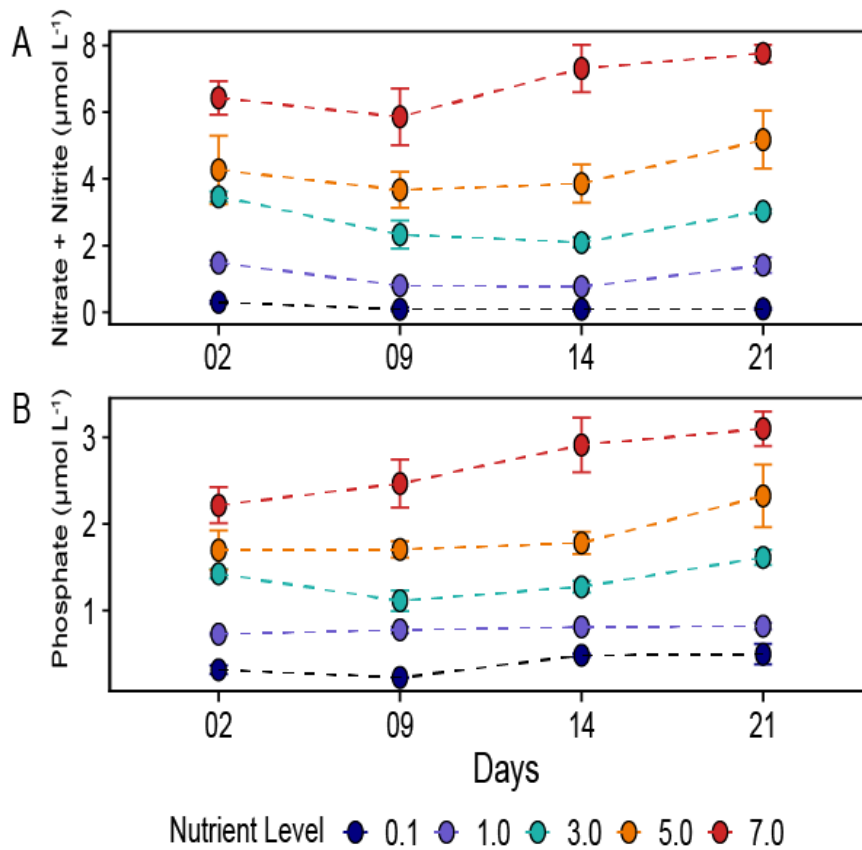 A
Nitrate + Nitrite (µmol L⁻¹)
8
6
4
2
0
02 09 14 21
B
Phosphate (µmol L⁻¹)
3
2
1
02 09 14 21
Days
Nutrient Level 0.1 1.0 3.0 5.0 7.0